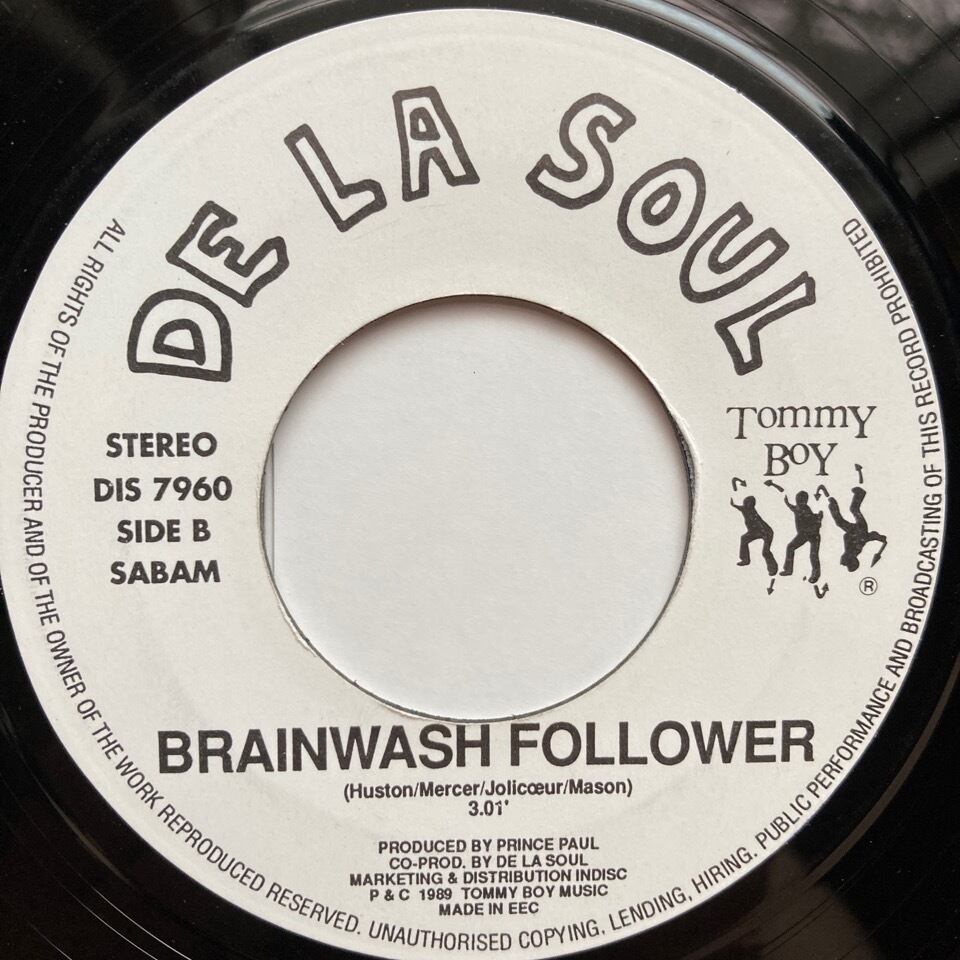 DE LA SOUL
STEREO
DIS 7960
SIDE B
SABAM
Tommy
Boy
®
BRAINWASH FOLLOWER
(Huston/Mercer/Jolicœur/Mason)
3.01'
PRODUCED BY PRINCE PAUL
CO-PROD. BY DE LA SOUL
MARKETING & DISTRIBUTION INDISC
P & C 1989 TOMMY BOY MUSIC
MADE IN EEC
ALL RIGHTS OF THE PRODUCER AND OF THE OWNER OF THE WORK REPRODUCED RESERVED. UNAUTHORISED COPYING, LENDING, HIRING. PUBLIC PERFORMANCE AND BROADCASTING OF THIS RECORD PROHIBITED